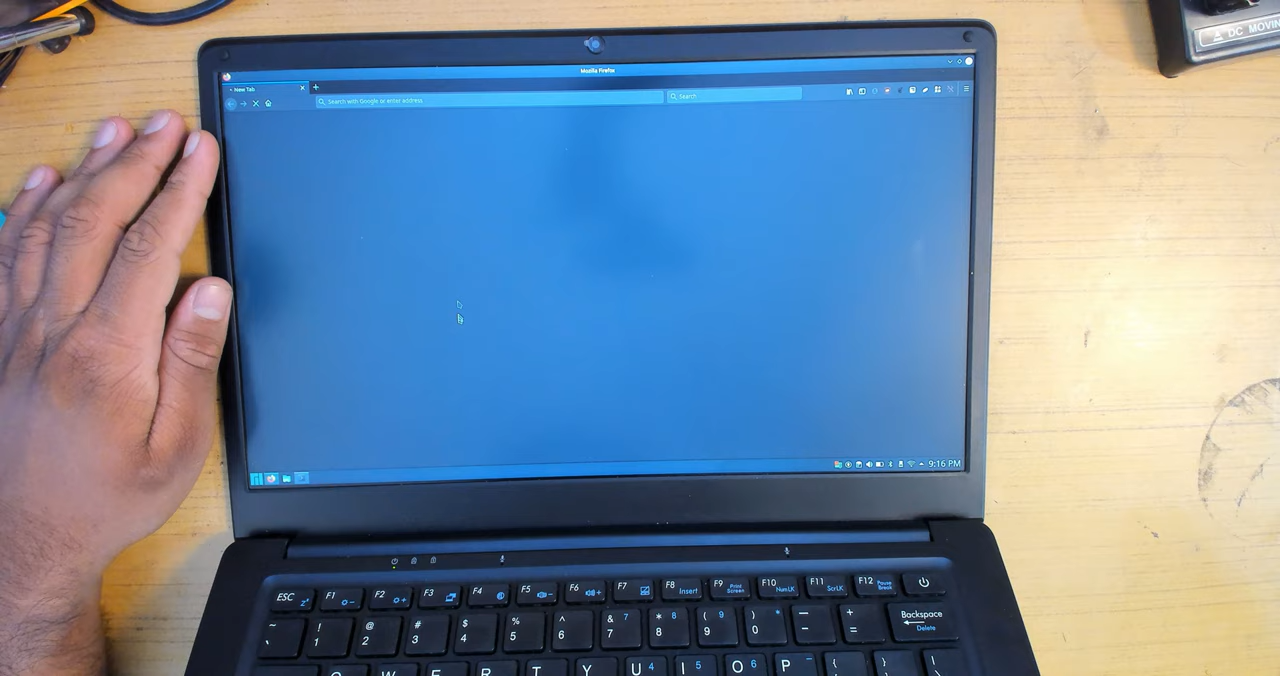 DC MOVIN
Mozilla Firefox
New Tab
Search with Google or enter address
Search
9:16 PM
ESC F1 F2 F3 F4 F5 F6 F7 F8 Insert F9 Print Screen F10 NumLK F11 ScrLK F12 Pause Break
~ ! @ # $ % ^ & 7 * 8 ( 9 ) * — + Backspace
` 1 2 3 4 5 6 7 8 9 0 - = Delete
Q W E R T Y U 4 I 5 O 6 P - { } |